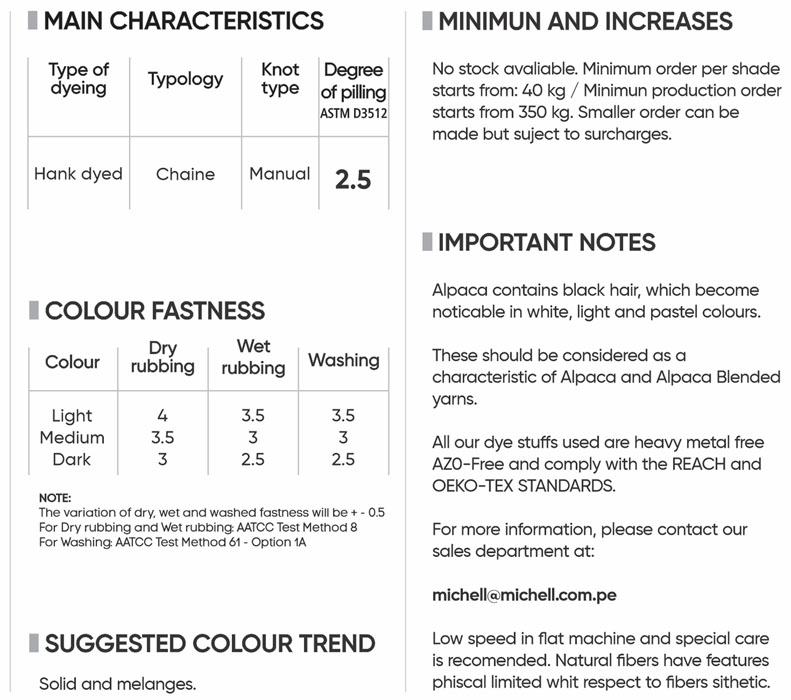 MAIN CHARACTERISTICS
Type of dyeing Typology Knot type Degree of pilling ASTM D3512
Hank dyed Chaine Manual 2.5
COLOUR FASTNESS
Colour Dry rubbing Wet rubbing Washing
Light 4 3.5 3.5
Medium 3.5 3 3
Dark 3 2.5 2.5
NOTE:
The variation of dry, wet and washed fastness will be + - 0.5
For Dry rubbing and Wet rubbing: AATCC Test Method 8
For Washing: AATCC Test Method 61 - Option 1A
SUGGESTED COLOUR TREND
Solid and melanges.
MINIMUN AND INCREASES
No stock avaliable. Minimum order per shade
starts from: 40 kg / Minimun production order
starts from 350 kg. Smaller order can be
made but suject to surcharges.
IMPORTANT NOTES
Alpaca contains black hair, which become
noticable in white, light and pastel colours.
These should be considered as a
characteristic of Alpaca and Alpaca Blended
yarns.
All our dye stuffs used are heavy metal free
AZ0-Free and comply with the REACH and
OEKO-TEX STANDARDS.
For more information, please contact our
sales department at:
michell@michell.com.pe
Low speed in flat machine and special care
is recomended. Natural fibers have features
phiscal limited whit respect to fibers sithetic.